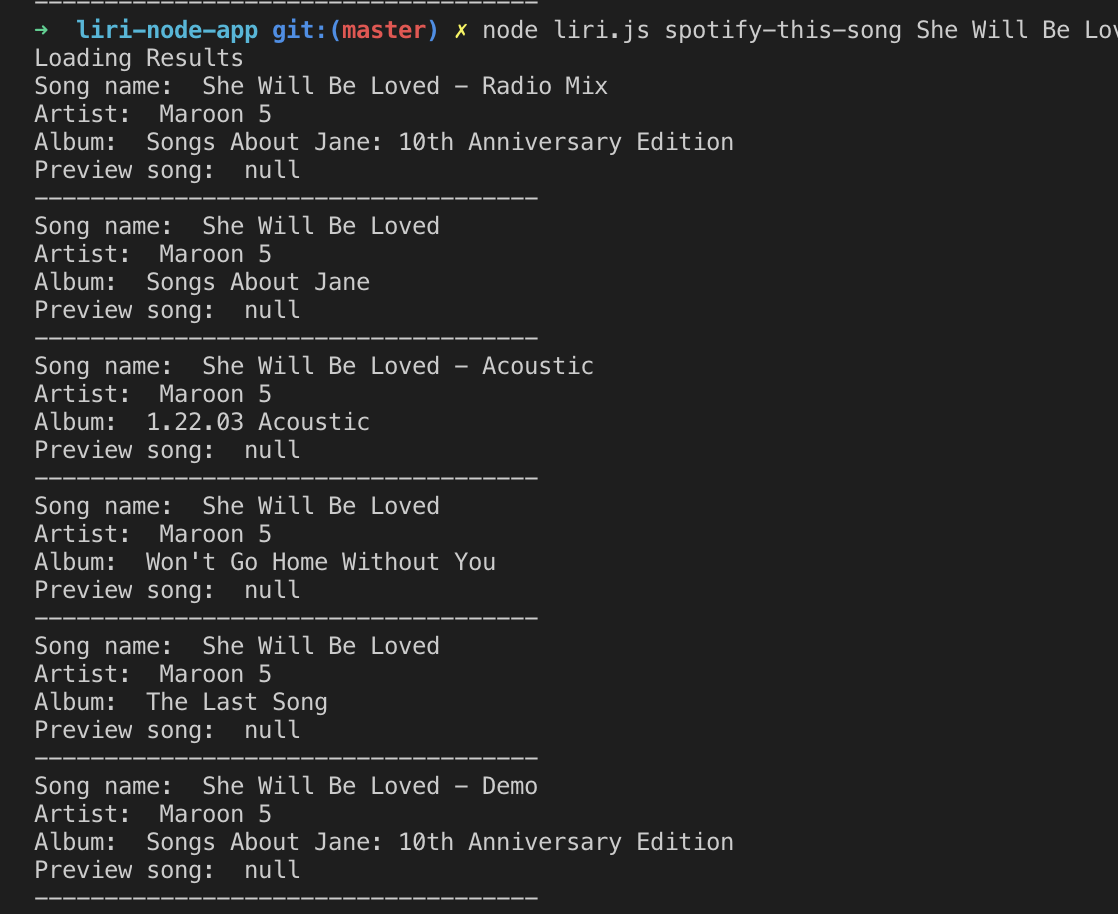 ----------------------------------
→ liri-node-app git:(master) ✗ node liri.js spotify-this-song She Will Be
Loading Results
Song name:  She Will Be Loved - Radio Mix
Artist:  Maroon 5
Album:  Songs About Jane: 10th Anniversary Edition
Preview song:  null
------------------------------------
Song name:  She Will Be Loved
Artist:  Maroon 5
Album:  Songs About Jane
Preview song:  null
------------------------------------
Song name:  She Will Be Loved - Acoustic
Artist:  Maroon 5
Album:  1.22.03 Acoustic
Preview song:  null
------------------------------------
Song name:  She Will Be Loved
Artist:  Maroon 5
Album:  Won't Go Home Without You
Preview song:  null
------------------------------------
Song name:  She Will Be Loved
Artist:  Maroon 5
Album:  The Last Song
Preview song:  null
------------------------------------
Song name:  She Will Be Loved - Demo
Artist:  Maroon 5
Album:  Songs About Jane: 10th Anniversary Edition
Preview song:  null
------------------------------------